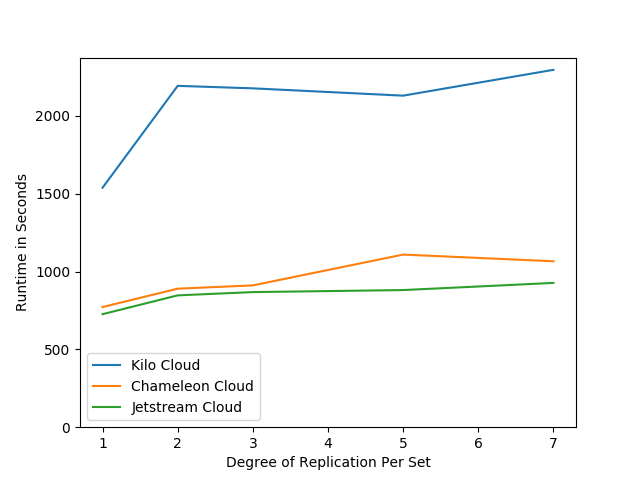 2000
1500
1000
500
0
Runtime in Seconds
Kilo Cloud
Chameleon Cloud
Jetstream Cloud
1 2 3 4 5 6 7
Degree of Replication Per Set